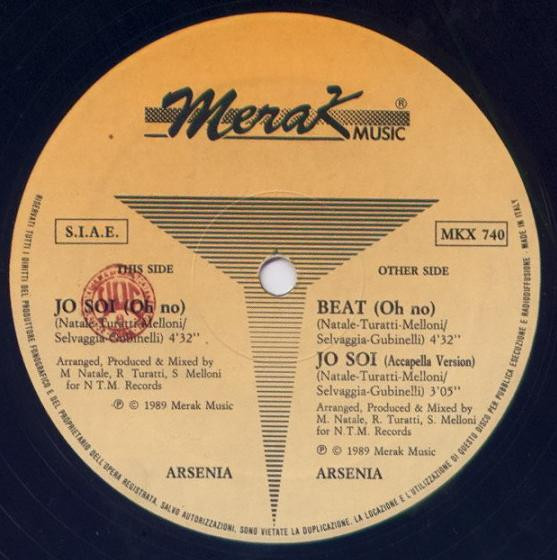 Merak®
MUSIC
S.I.A.E.
MKX 740
THIS SIDE
JO SOI (Oh no)
(Natale-Turatti-Melloni/
Selvaggia-Gubinelli) 4'32''
Arranged, Produced & Mixed by
M Natale, R Turatti, S Melloni
for N T.M. Records
℗ © 1989 Merak Music
ARSENIA
OTHER SIDE
BEAT (Oh no)
(Natale-Turatti-Melloni/
Selvaggia-Gubinelli) 4'32''
JO SOI (Accapella Version)
(Natale-Turatti-Melloni/
Selvaggia-Gubinelli) 3'05''
Arranged, Produced & Mixed by
M. Natale, R. Turatti, S. Melloni
for N.T.M. Records
℗ © 1989 Merak Music
ARSENIA
RISERVATI TUTTI I DIRITTI DEL PRODUTTORE FONOGRAFICO E DEL PROPRIETARIO DELL'OPERA REGISTRATA. SALVO AUTORIZZAZIONI, SONO VIETATE LA DUPLICAZIONE, LA LOCAZIONE E L'UTILIZZAZIONE DI QUESTO DISCO PER PUBBLICA ESECUZIONE E RADIODIFFUSIONE · MADE IN ITALY